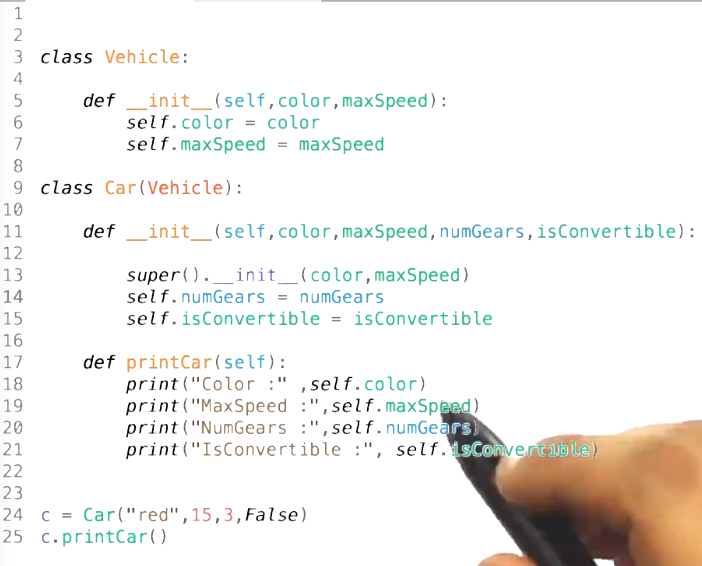 1
2
3 class Vehicle:
4
5 def __init__(self,color,maxSpeed):
6 self.color = color
7 self.maxSpeed = maxSpeed
8
9 class Car(Vehicle):
10
11 def __init__(self,color,maxSpeed,numGears,isConvertible):
12
13 super().__init__(color,maxSpeed)
14 self.numGears = numGears
15 self.isConvertible = isConvertible
16
17 def printCar(self):
18 print("Color :" ,self.color)
19 print("MaxSpeed :",self.maxSpeed)
20 print("NumGears :",self.numGears)
21 print("IsConvertible :", self.isConvertible)
22
23
24 c = Car("red",15,3,False)
25 c.printCar()